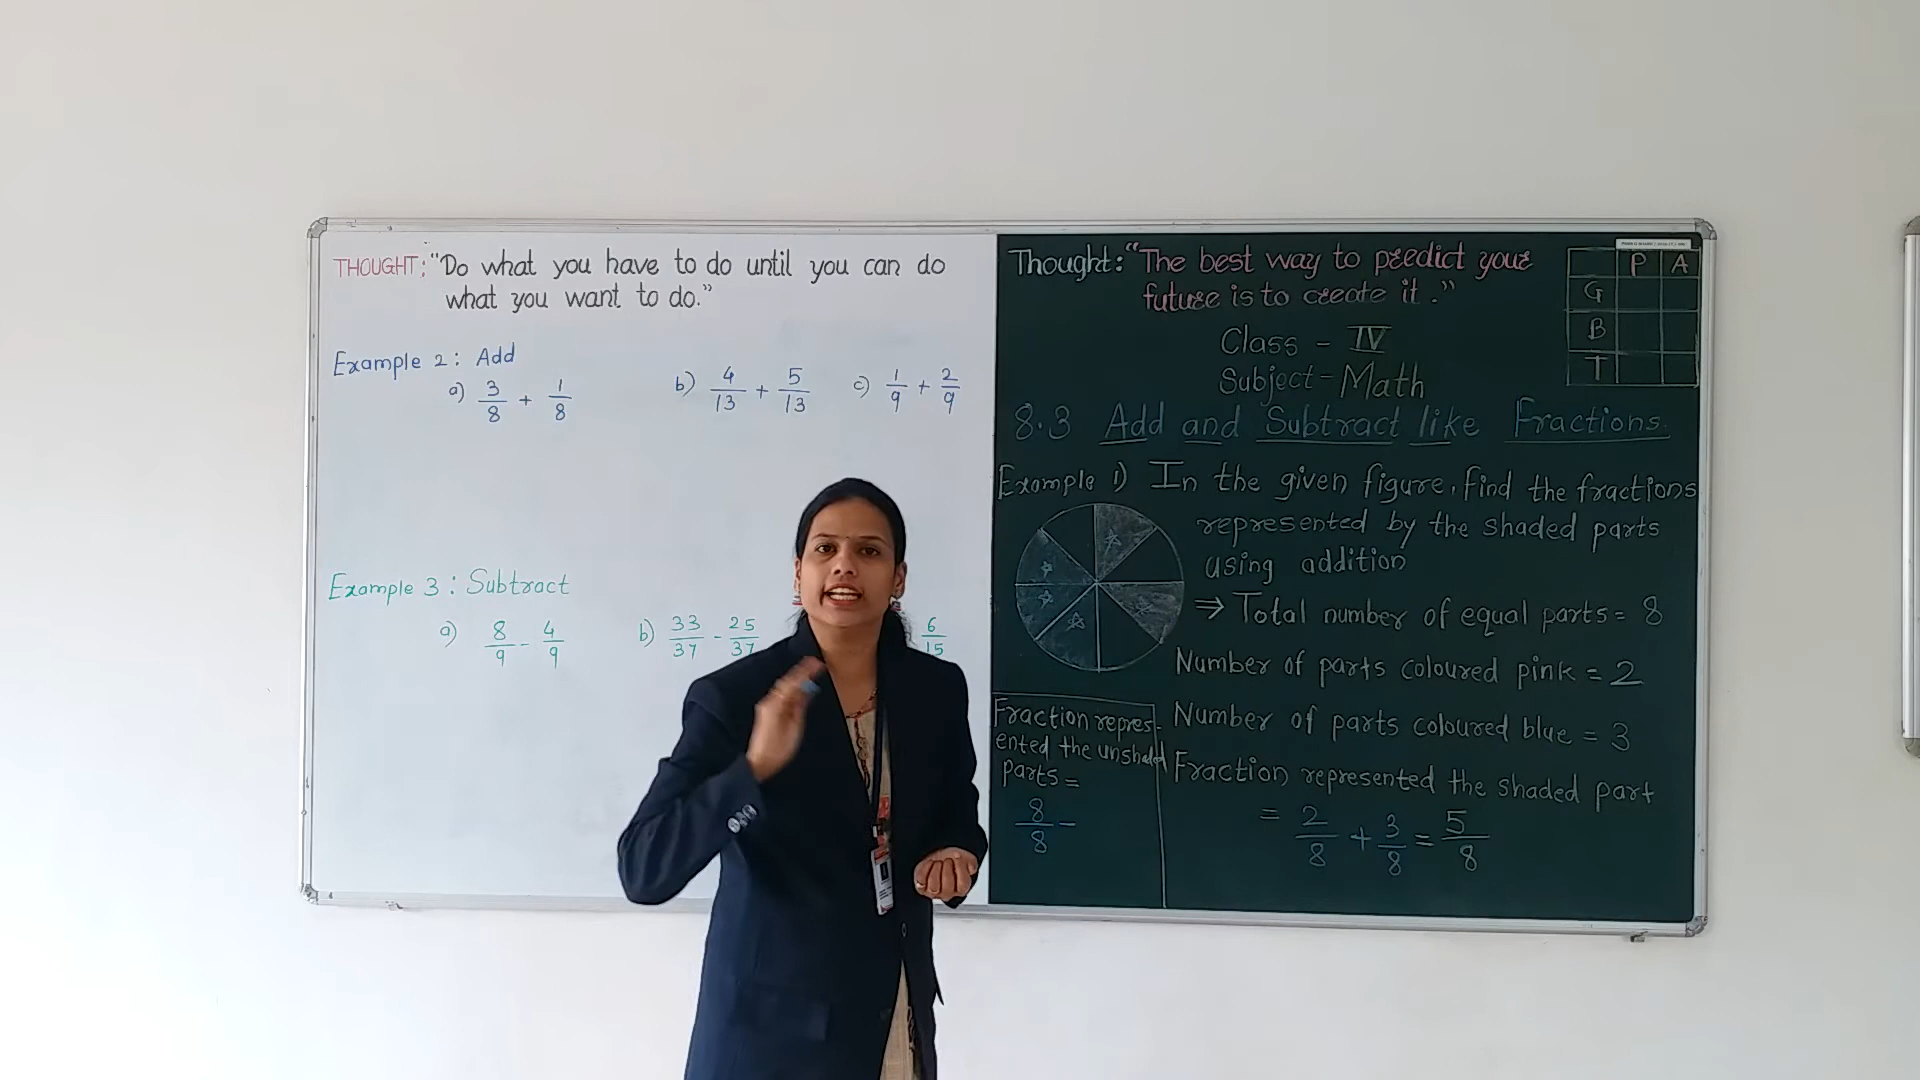 THOUGHT: "Do what you have to do until you can do
what you want to do."
Example 2: Add
a) 3/8 + 1/8 b) 4/13 + 5/13 c) 1/9 + 2/9
Example 3: Subtract
a) 8/9 - 4/9 b) 33/37 - 25/37 6/15
Thought: "The best way to predict your
future is to create it."
P A
G
B
T
Class - IV
Subject - Math
8.3 Add and Subtract like Fractions.
Example 1) In the given figure, Find the fractions
represented by the shaded parts
using addition
⇒ Total number of equal parts = 8
Number of parts coloured pink = 2
Number of parts coloured blue = 3
Fraction represented the shaded part
= 2/8 + 3/8 = 5/8
Fraction repres-
ented the unshaded
parts =
8/8 -